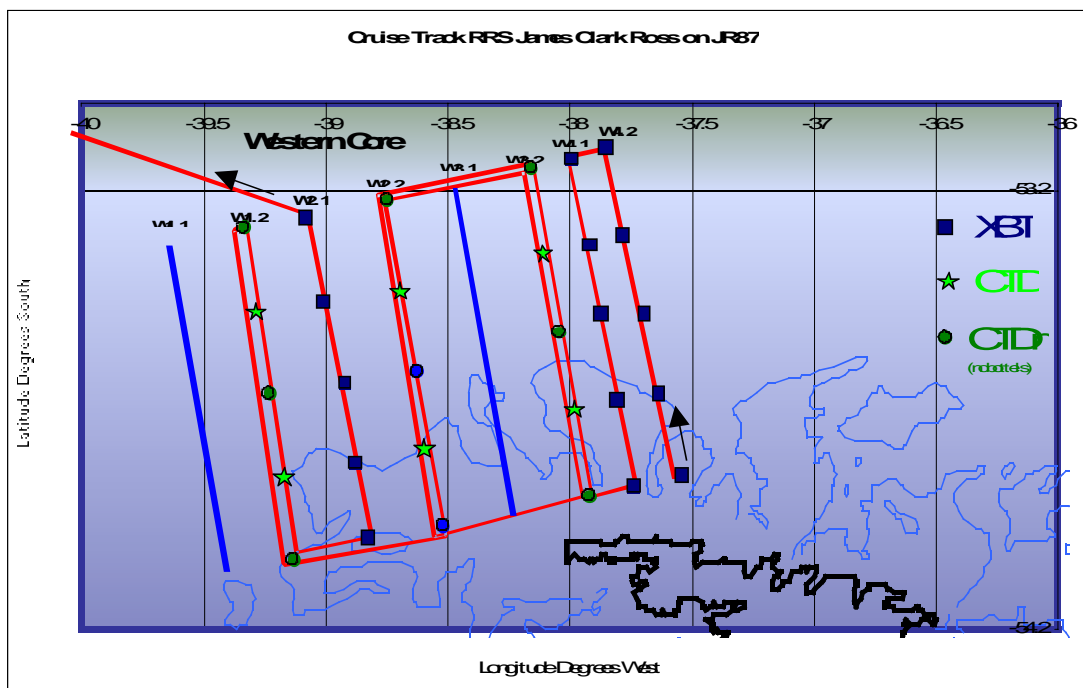 Cruise Track RRS James Clark Ross on JR87
-40
-39.5
-39
-38.5
-38
-37.5
-37
-36.5
-36
Western Core
W4.2
W4.1
W3.2
W3.1
W2.2
W2.1
W1.2
W1.1
-53.2
XBT
CTD
CTDr
(no bottles)
Latitude Degrees South
-54.2
Longitude Degrees West